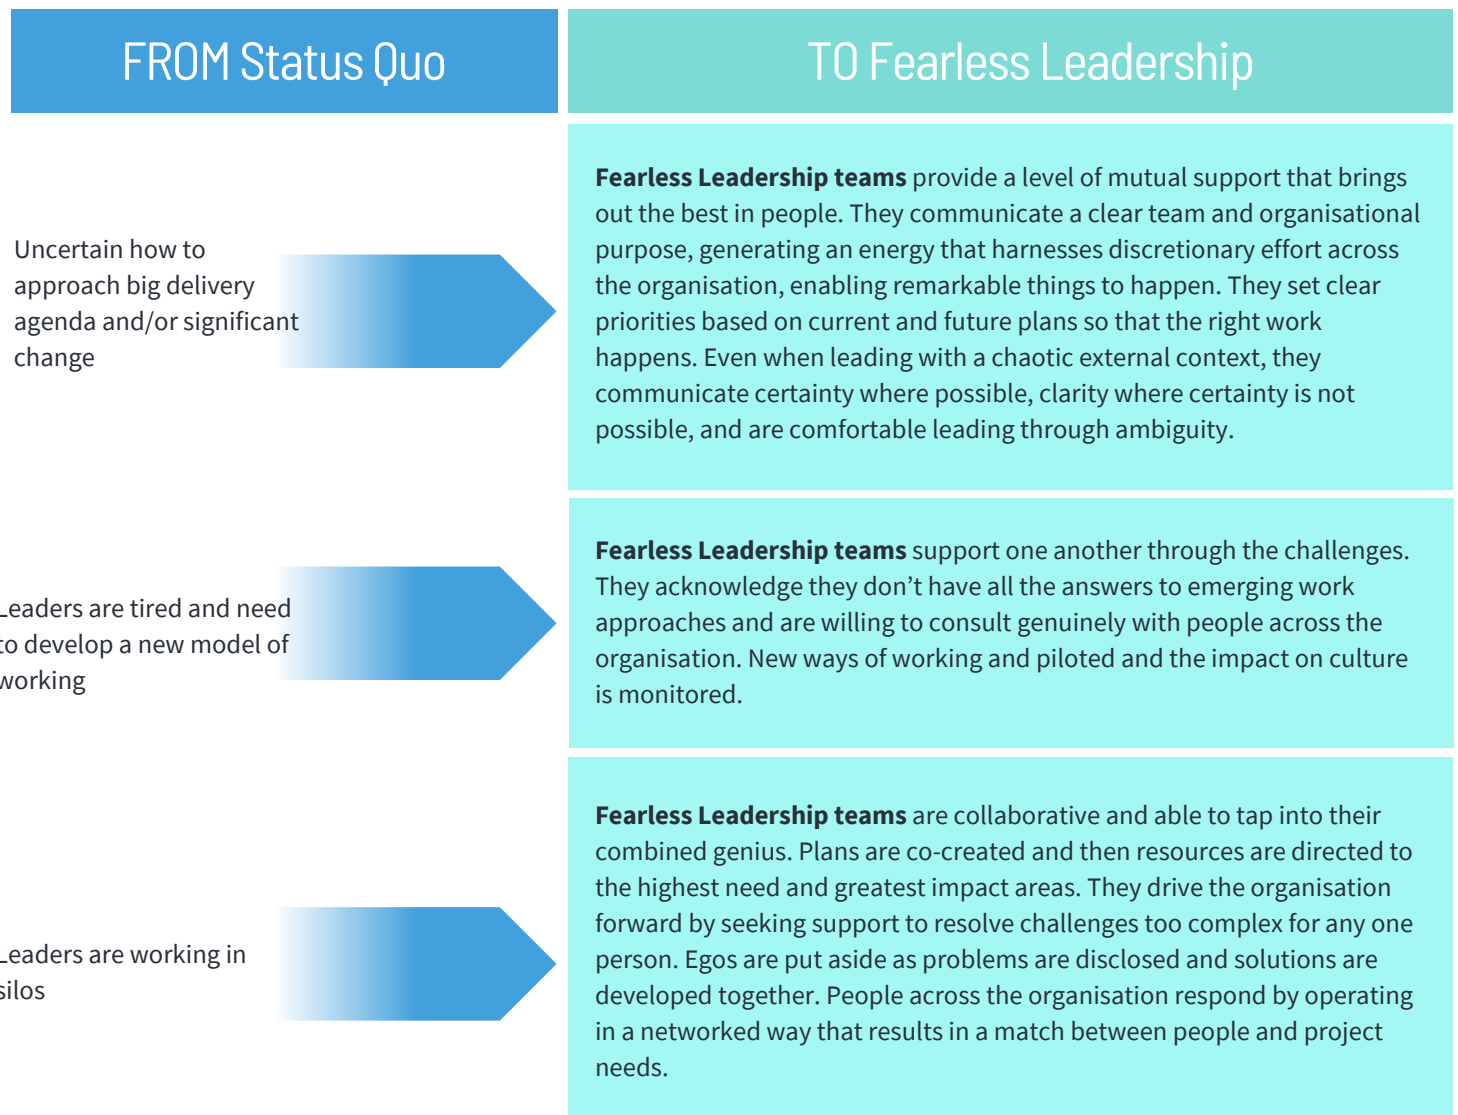 FROM Status Quo
TO Fearless Leadership
Uncertain how to
approach big delivery
agenda and/or significant
change
Fearless Leadership teams provide a level of mutual support that brings
out the best in people. They communicate a clear team and organisational
purpose, generating an energy that harnesses discretionary effort across
the organisation, enabling remarkable things to happen. They set clear
priorities based on current and future plans so that the right work
happens. Even when leading with a chaotic external context, they
communicate certainty where possible, clarity where certainty is not
possible, and are comfortable leading through ambiguity.
Leaders are tired and need
to develop a new model of
working
Fearless Leadership teams support one another through the challenges.
They acknowledge they don’t have all the answers to emerging work
approaches and are willing to consult genuinely with people across the
organisation. New ways of working and piloted and the impact on culture
is monitored.
Leaders are working in
silos
Fearless Leadership teams are collaborative and able to tap into their
combined genius. Plans are co-created and then resources are directed to
the highest need and greatest impact areas. They drive the organisation
forward by seeking support to resolve challenges too complex for any one
person. Egos are put aside as problems are disclosed and solutions are
developed together. People across the organisation respond by operating
in a networked way that results in a match between people and project
needs.